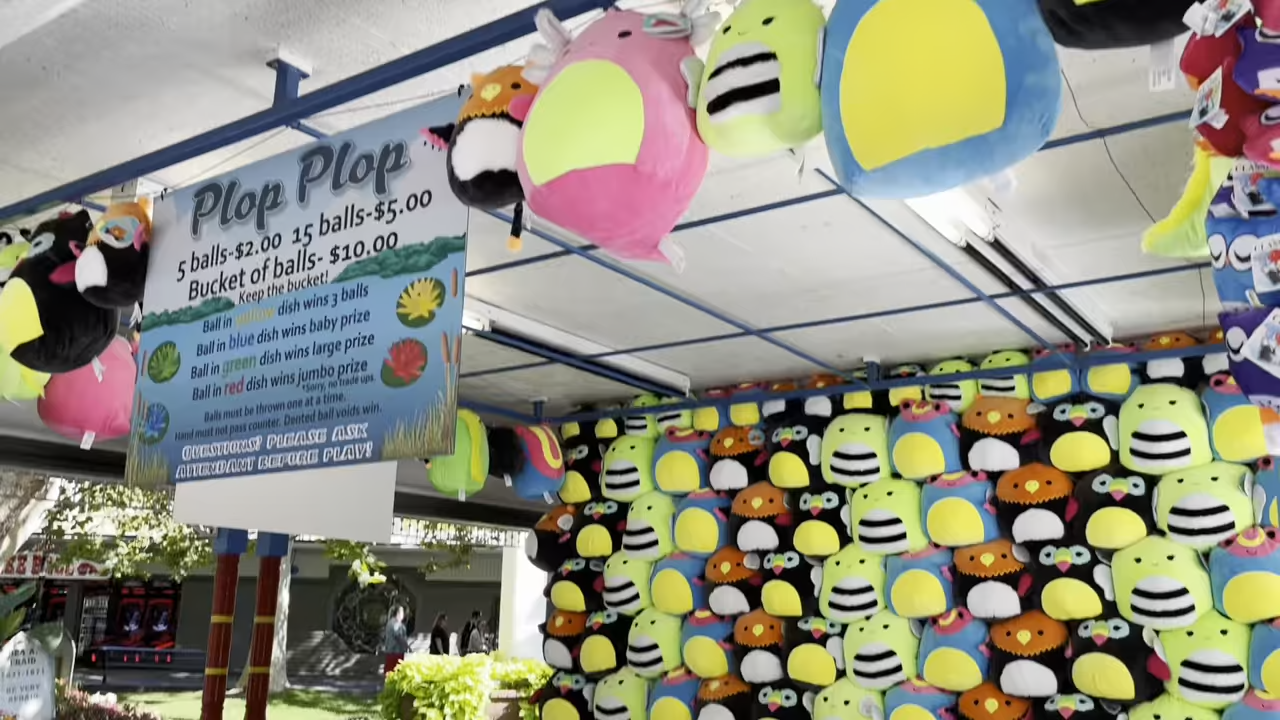 Plop Plop
5 balls-$2.00 15 balls-$5.00
Bucket of balls- $10.00
Keep the bucket!
Ball in yellow dish wins 3 balls
Ball in blue dish wins baby prize
Ball in green dish wins large prize
Ball in red dish wins jumbo prize
*Sorry, no trade ups.
Balls must be thrown one at a time.
Hand must not pass counter. Dented ball voids win.
QUESTIONS? PLEASE ASK
ATTENDANT BEFORE PLAY!